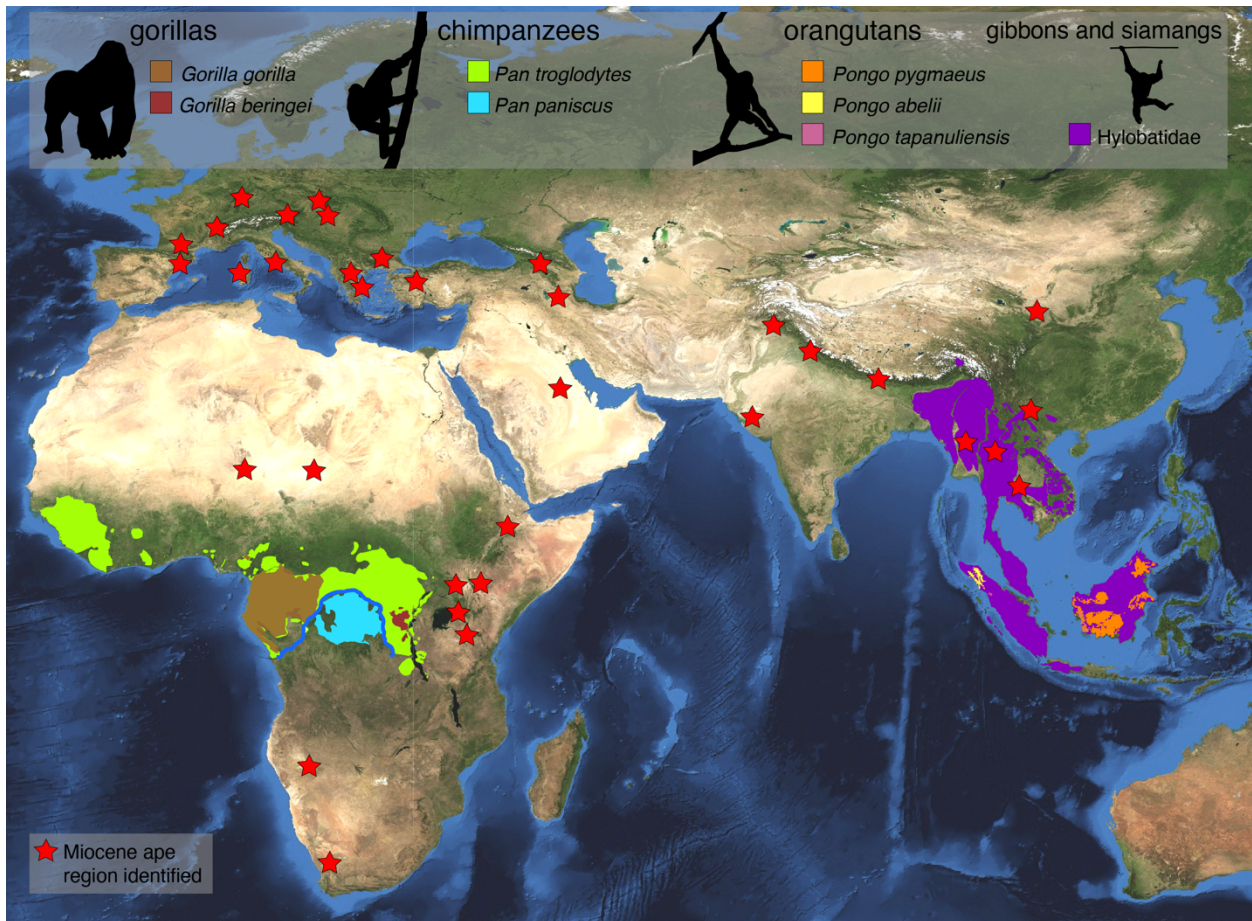 gorillas
Gorilla gorilla
Gorilla beringei
chimpanzees
Pan troglodytes
Pan paniscus
orangutans
Pongo pygmaeus
Pongo abelii
Pongo tapanuliensis
gibbons and siamangs
Hylobatidae
Miocene ape
region identified